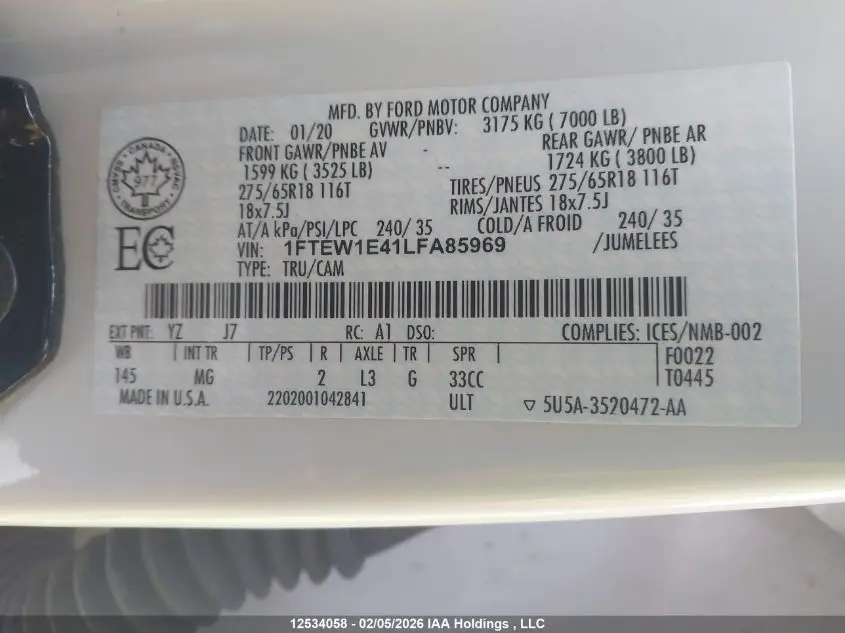 MFD. BY FORD MOTOR COMPANY
DATE: 01/20 GVWR/PNBV: 3175 KG ( 7000 LB)
FRONT GAWR/PNBE AV - REAR GAWR/ PNBE AR
1599 KG ( 3525 LB) -- 1724 KG ( 3800 LB)
275/65R18 116T TIRES/PNEUS 275/65R18 116T
18x7.5J RIMS/JANTES 18x7.5J
AT/A kPa/PSI/LPC 240/ 35 COLD/A FROID 240/ 35
VIN: 1FTEW1E41LFA85969 /JUMELEES
TYPE: TRU/CAM
CANADA
977
TRANSPORT
EC
EXT PNT: YZ J7 RC: A1 DSO: COMPLIES: ICES/NMB-002
WB INT TR TP/PS R AXLE TR SPR F0022
145 MG 2 L3 G 33CC T0445
MADE IN U.S.A. 2202001042841 ULT ▽ 5U5A-3520472-AA
12534058 - 02/05/2026 IAA Holdings , LLC